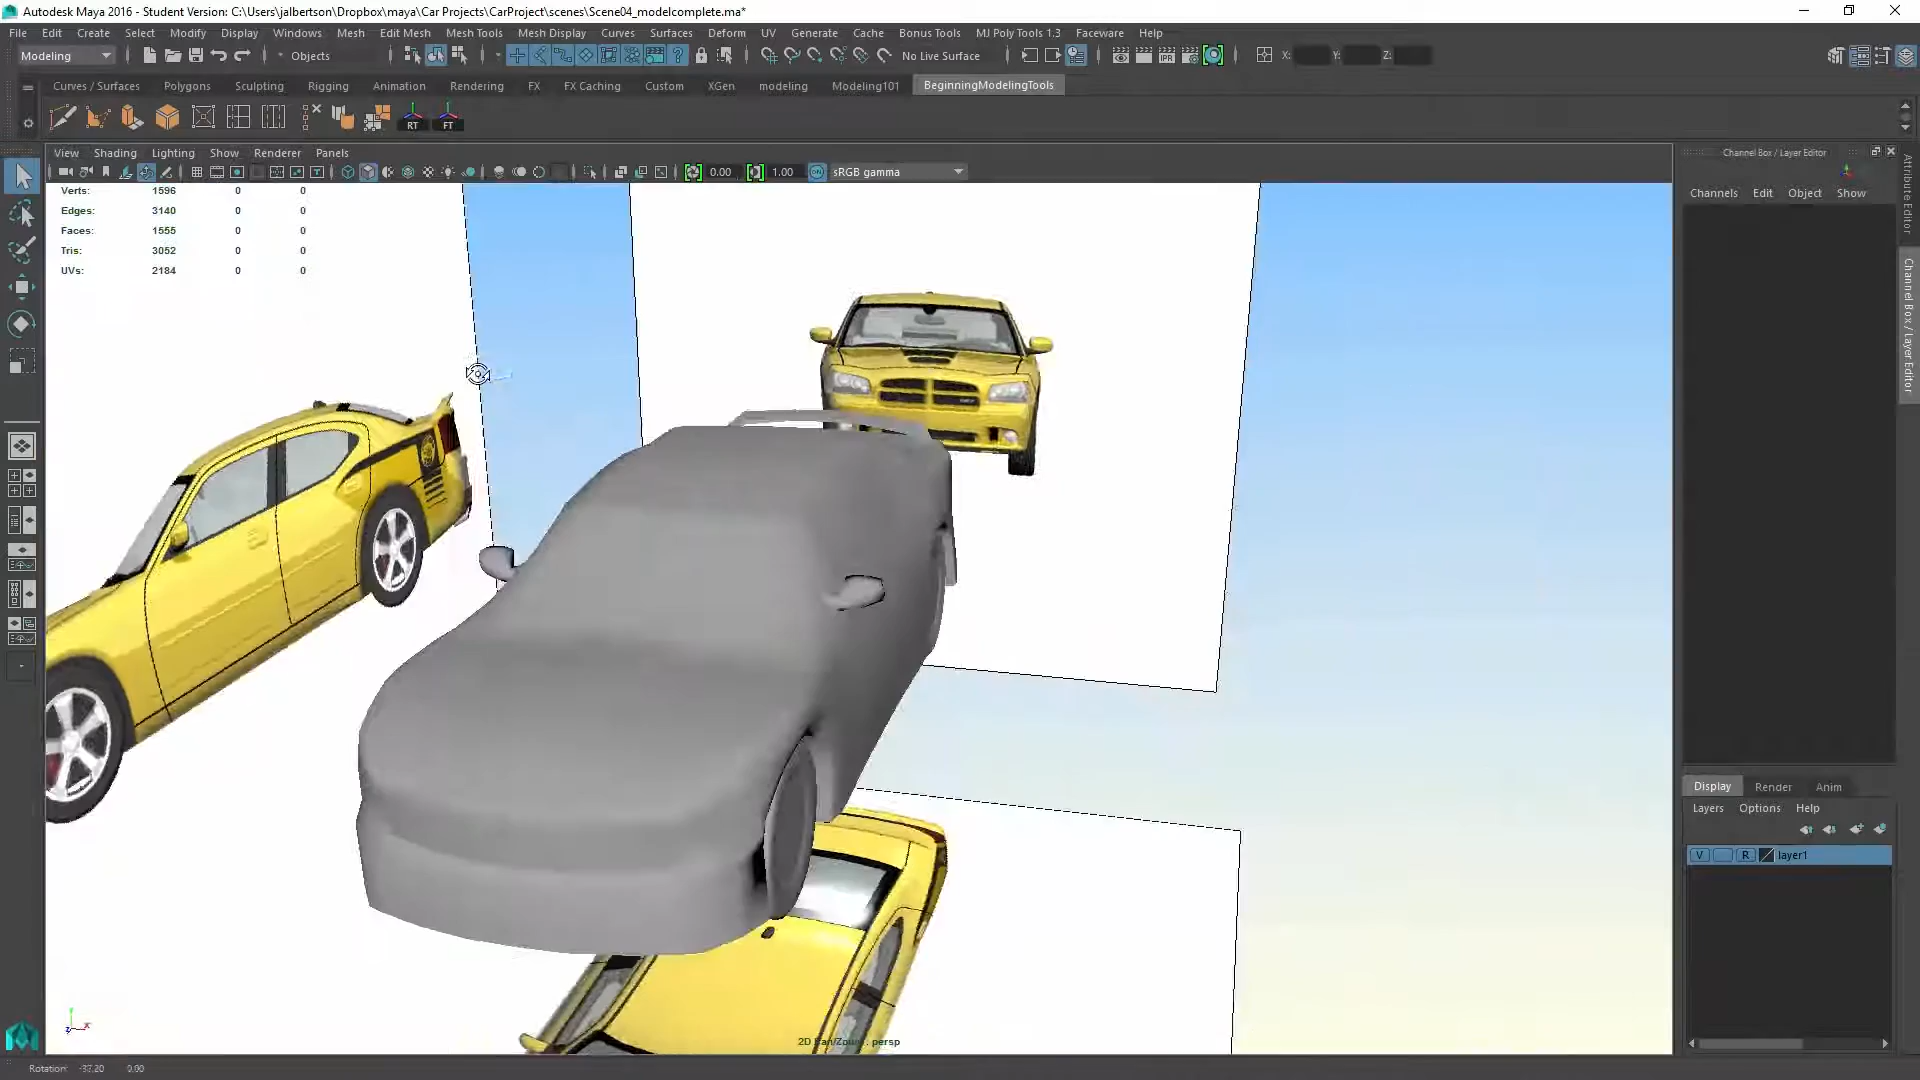 Autodesk Maya 2016 - Student Version: C:\Users\jalbertson\Dropbox\maya\Car Projects\CarProject\scenes\Scene04_modelcomplete.ma*
File Edit Create Select Modify Display Windows Mesh Edit Mesh Mesh Tools Mesh Display Curves Surfaces Deform UV Generate Cache Bonus Tools MJ Poly Tools 1.3 Faceware Help
Modeling Objects No Live Surface X: Y: Z:
Curves / Surfaces Polygons Sculpting Rigging Animation Rendering FX FX Caching Custom XGen modeling Modeling101 BeginningModelingTools
RT FT
View Shading Lighting Show Renderer Panels
0.00 1.00 sRGB gamma
Verts: 1596 0 0
Edges: 3140 0 0
Faces: 1555 0 0
Tris: 3052 0 0
UVs: 2184 0 0
Channel Box / Layer Editor
Channels Edit Object Show
Attribute Editor
Channel Box / Layer Editor
Display Render Anim
Layers Options Help
V R layer1
persp
Rotation: -37.20 0.00